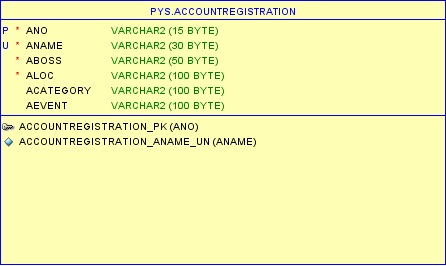 PYS.ACCOUNTREGISTRATION
P * ANO VARCHAR2 (15 BYTE)
U * ANAME VARCHAR2 (30 BYTE)
* ABOSS VARCHAR2 (50 BYTE)
* ALOC VARCHAR2 (100 BYTE)
ACATEGORY VARCHAR2 (100 BYTE)
AEVENT VARCHAR2 (100 BYTE)
ACCOUNTREGISTRATION_PK (ANO)
ACCOUNTREGISTRATION_ANAME_UN (ANAME)